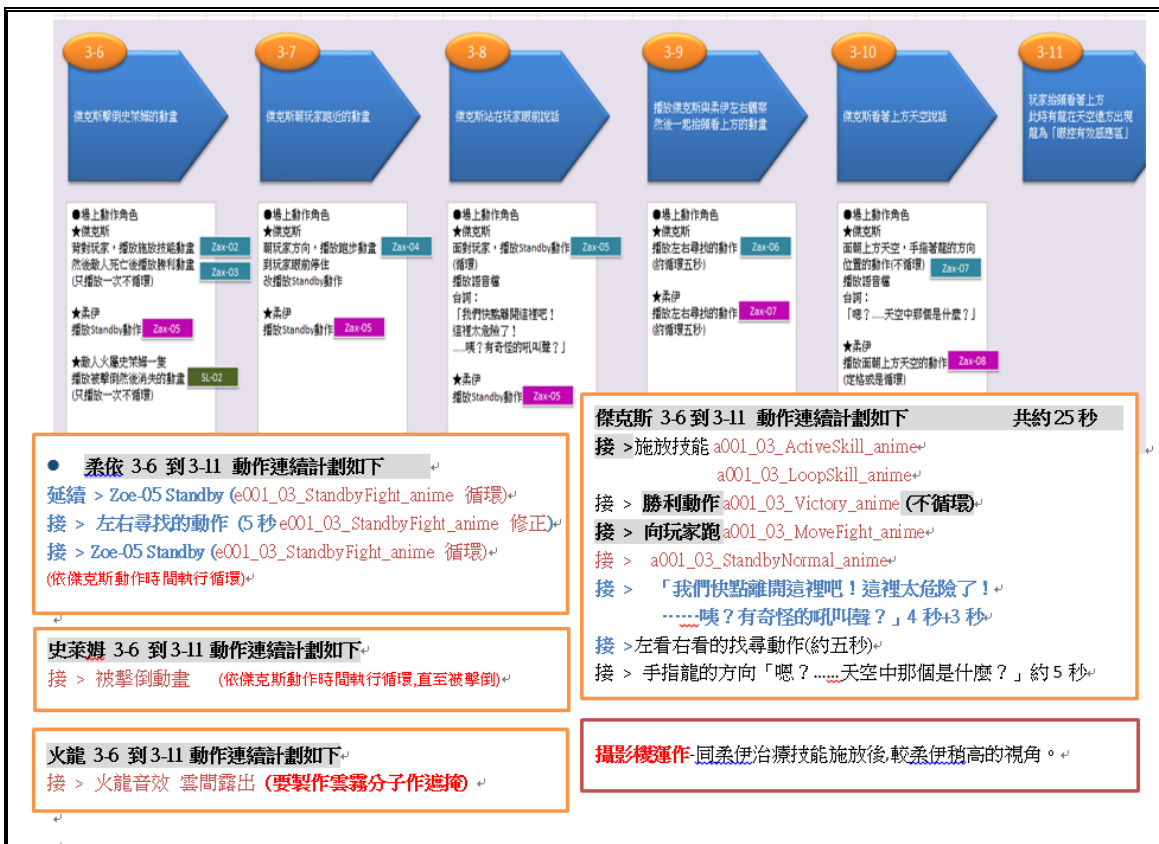 3-6
傑克斯擊倒史萊姆的動畫
3-7
傑克斯朝玩家跑近的動畫
3-8
傑克斯站在玩家眼前說話
3-9
播放傑克斯與柔伊左右觀察
然後一起抬頭看上方的動畫
3-10
傑克斯看著上方天空說話
3-11
玩家抬頭看著上方
此時有龍在天空遠方出現
龍為「眼控有效感應區」
●場上動作角色
★傑克斯
背對玩家，播放施放技能動畫 Zax-02
然後敵人死亡後播放勝利動畫 Zax-03
(只播放一次不循環)
★柔伊
播放Standby動作 Zax-05
★敵人火屬史萊姆一隻
播放被擊倒然後消失的動畫 SL-02
(只播放一次不循環)
●場上動作角色
★傑克斯
朝玩家方向，播放跑步動畫 Zax-04
到玩家眼前停住
改播放Standby動作
★柔伊
播放Standby動作 Zax-05
●場上動作角色
★傑克斯
面對玩家，播放Standby動作 Zax-05
(循環)
播放語音檔
台詞：
「我們快點離開這裡吧！
這裡太危險了！
.....咦？有奇怪的吼叫聲？」
★柔伊
播放Standby動作 Zax-05
●場上動作角色
★傑克斯
播放左右尋找的動作 Zax-06
(約循環五秒)
★柔伊
播放左右尋找的動作 Zax-07
(約循環五秒)
●場上動作角色
★傑克斯
面朝上方天空，手指著龍的方向
位置的動作(不循環) Zax-07
播放語音檔
台詞：
「嗯？.....天空中那個是什麼？」
★柔伊
播放面朝上方天空的動作 Zax-08
(定格或是循環)
● 柔依 3-6 到3-11 動作連續計劃如下
延續 > Zoe-05 Standby (e001_03_StandbyFight_anime 循環)
接 > 左右尋找的動作 (5 秒 e001_03_StandbyFight_anime 修正)
接 > Zoe-05 Standby (e001_03_StandbyFight_anime 循環)
(依傑克斯動作時間執行循環)
史萊姆 3-6 到3-11 動作連續計劃如下
接 > 被擊倒動畫 (依傑克斯動作時間執行循環,直至被擊倒)
火龍 3-6 到3-11 動作連續計劃如下
接 > 火龍音效 雲間露出 (要製作雲霧分子作遮掩)
傑克斯 3-6 到3-11 動作連續計劃如下 共約25 秒
接 >施放技能 a001_03_ActiveSkill_anime
a001_03_LoopSkill_anime
接 > 勝利動作 a001_03_Victory_anime (不循環)
接 > 向玩家跑 a001_03_MoveFight_anime
接 > a001_03_StandbyNormal_anime
接 > 「我們快點離開這裡吧！這裡太危險了！
⋯⋯咦？有奇怪的吼叫聲？」4 秒+3 秒
接 >左看右看的找尋動作(約五秒)
接 > 手指龍的方向「嗯？......天空中那個是什麼？」約 5 秒
攝影機運作-同柔伊治療技能施放後,較柔伊稍高的視角。